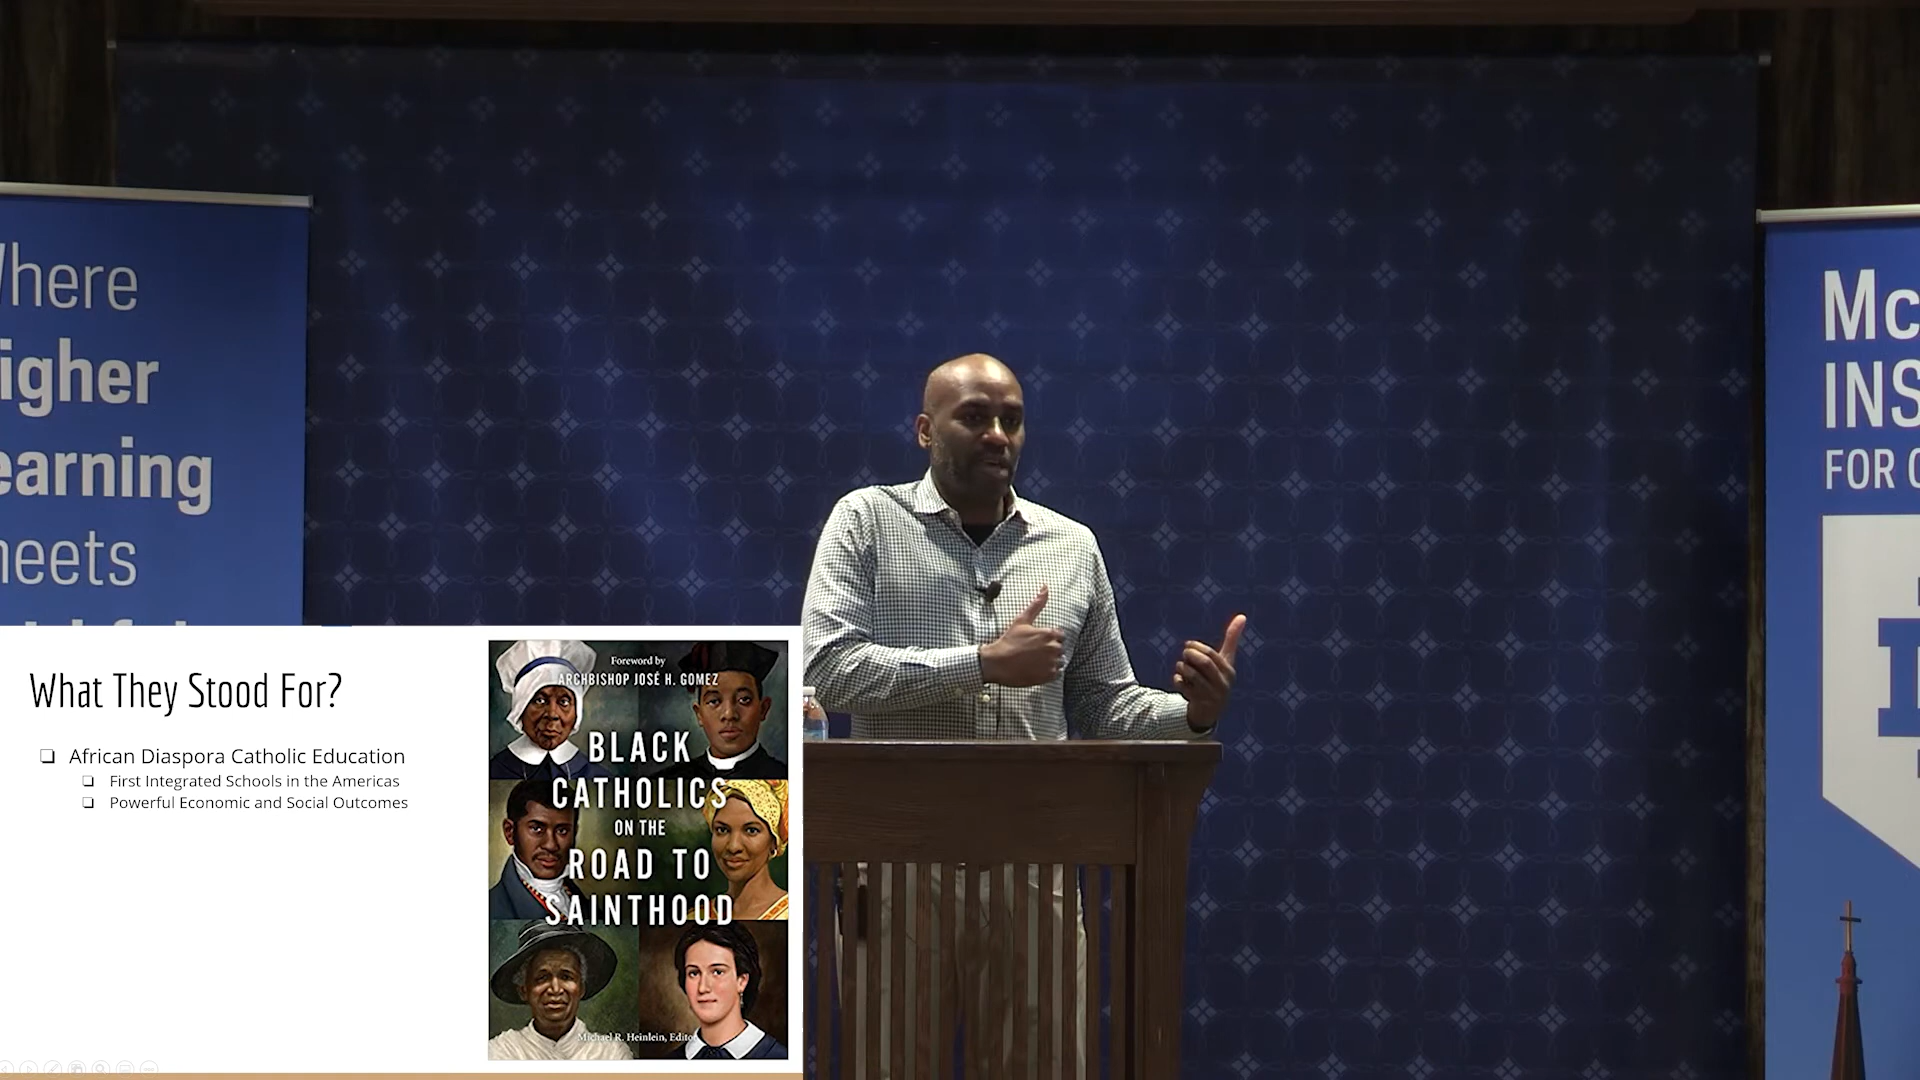 here
igher
earning
eets
What They Stood For?
African Diaspora Catholic Education
First Integrated Schools in the Americas
Powerful Economic and Social Outcomes
Foreword by
ARCHBISHOP JOSÉ H. GOMEZ
BLACK
CATHOLICS
ON THE
ROAD TO
SAINTHOOD
Michael R. Heinlein, Editor
Mc
INS
FOR